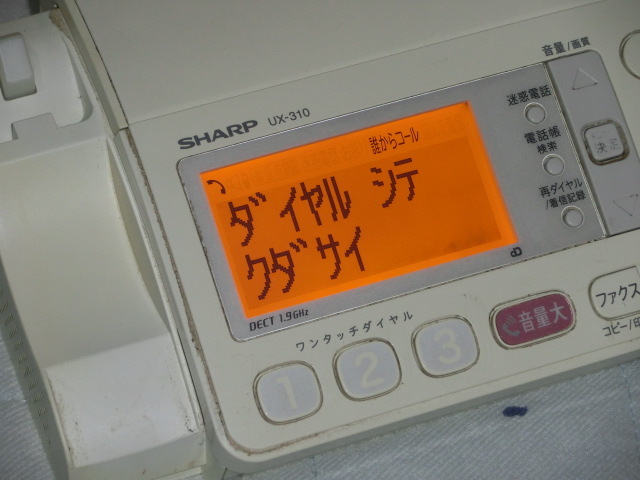 音量/画質
迷惑電話
SHARP UX-310
誰からコール
電話帳
検索
決定
ダイヤル シテ
クダサイ
再ダイヤル
/着信記録
DECT 1.9GHz
ワンタッチダイヤル
1 2 3
音量大
ファクス
コピー/印